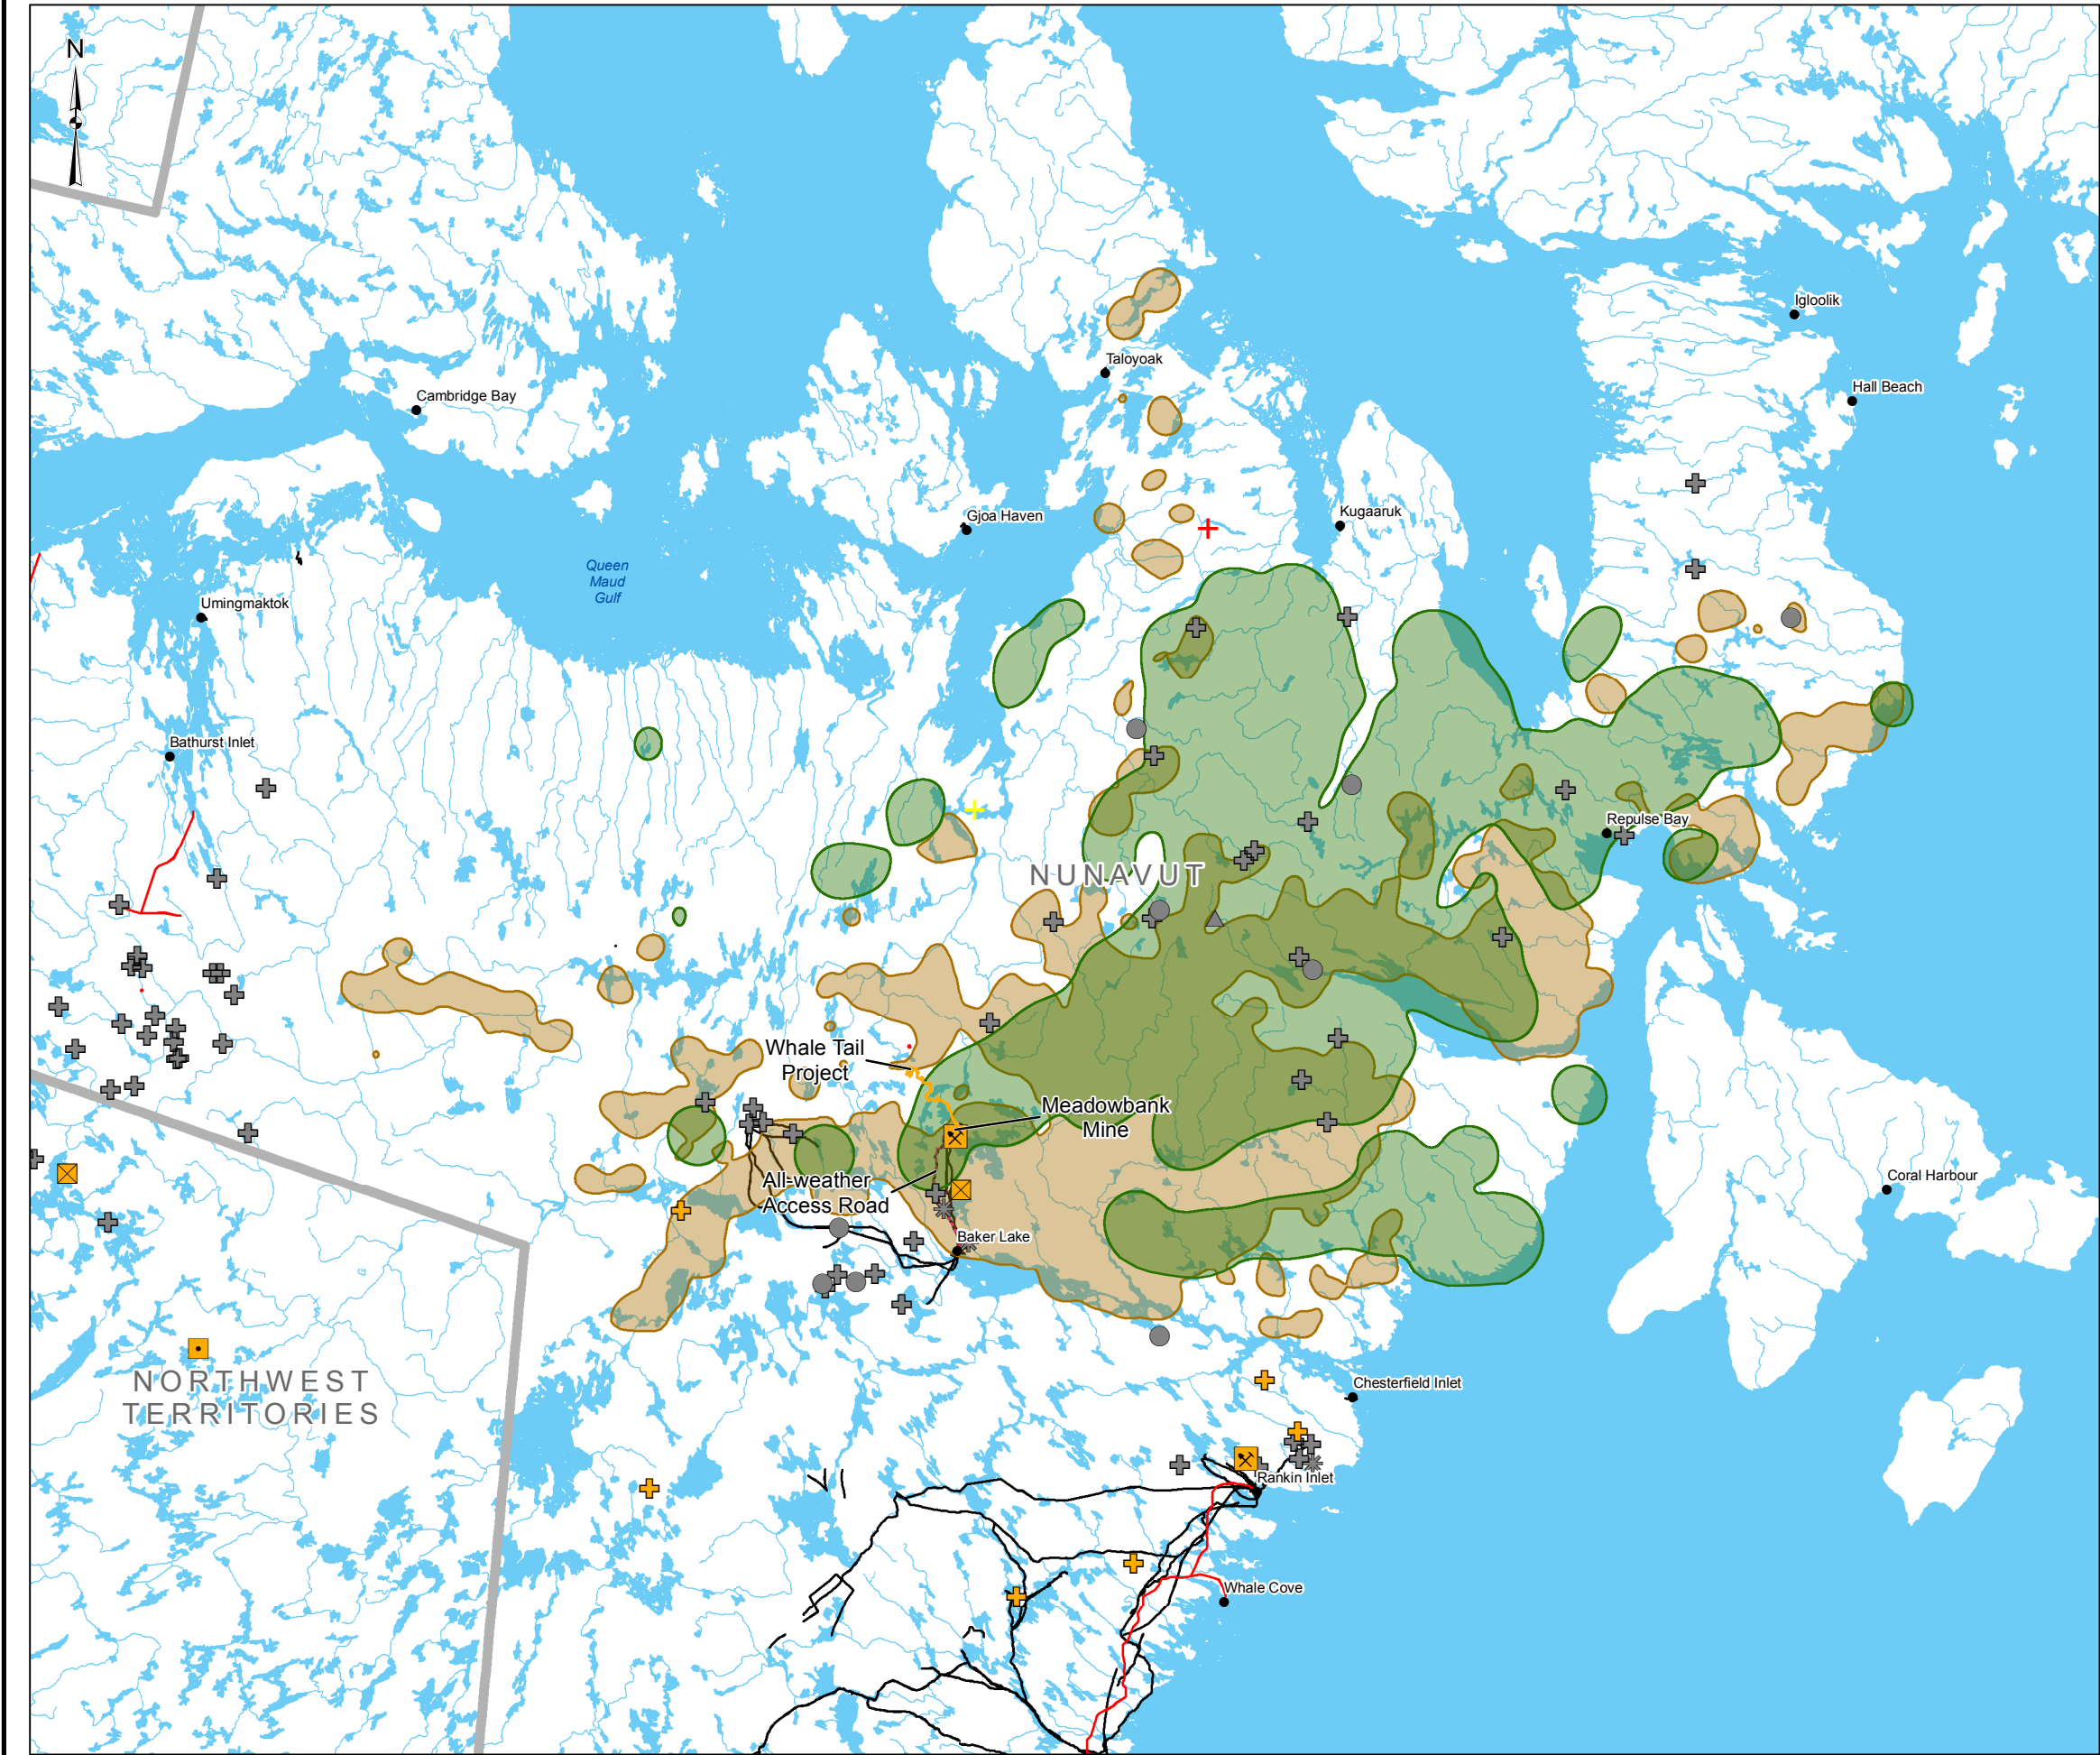 N
Igloolik
Taloyoak
Hall Beach
Cambridge Bay
Gjoa Haven
Kugaaruk
Queen
Maud
Gulf
Umingmaktok
Bathurst Inlet
Repulse Bay
NUNAVUT
Whale Tail
Project
Meadowbank
Mine
All-weather
Access Road
Coral Harbour
Baker Lake
NORTHWEST
TERRITORIES
Chesterfield Inlet
Rankin Inlet
Whale Cove